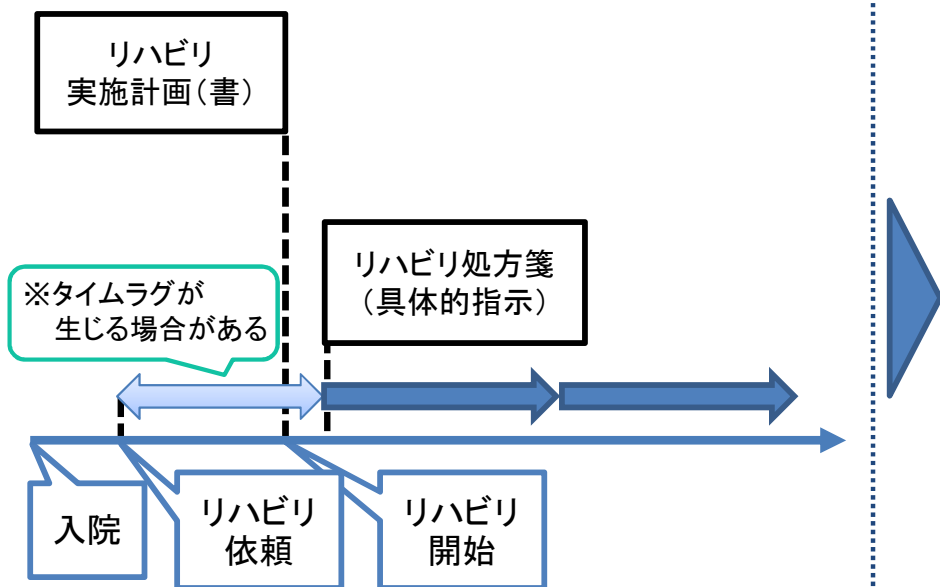 リハビリ
実施計画(書)
リハビリ処方箋
(具体的指示)
※タイムラグが
生じる場合がある
入院
リハビリ
依頼
リハビリ
開始